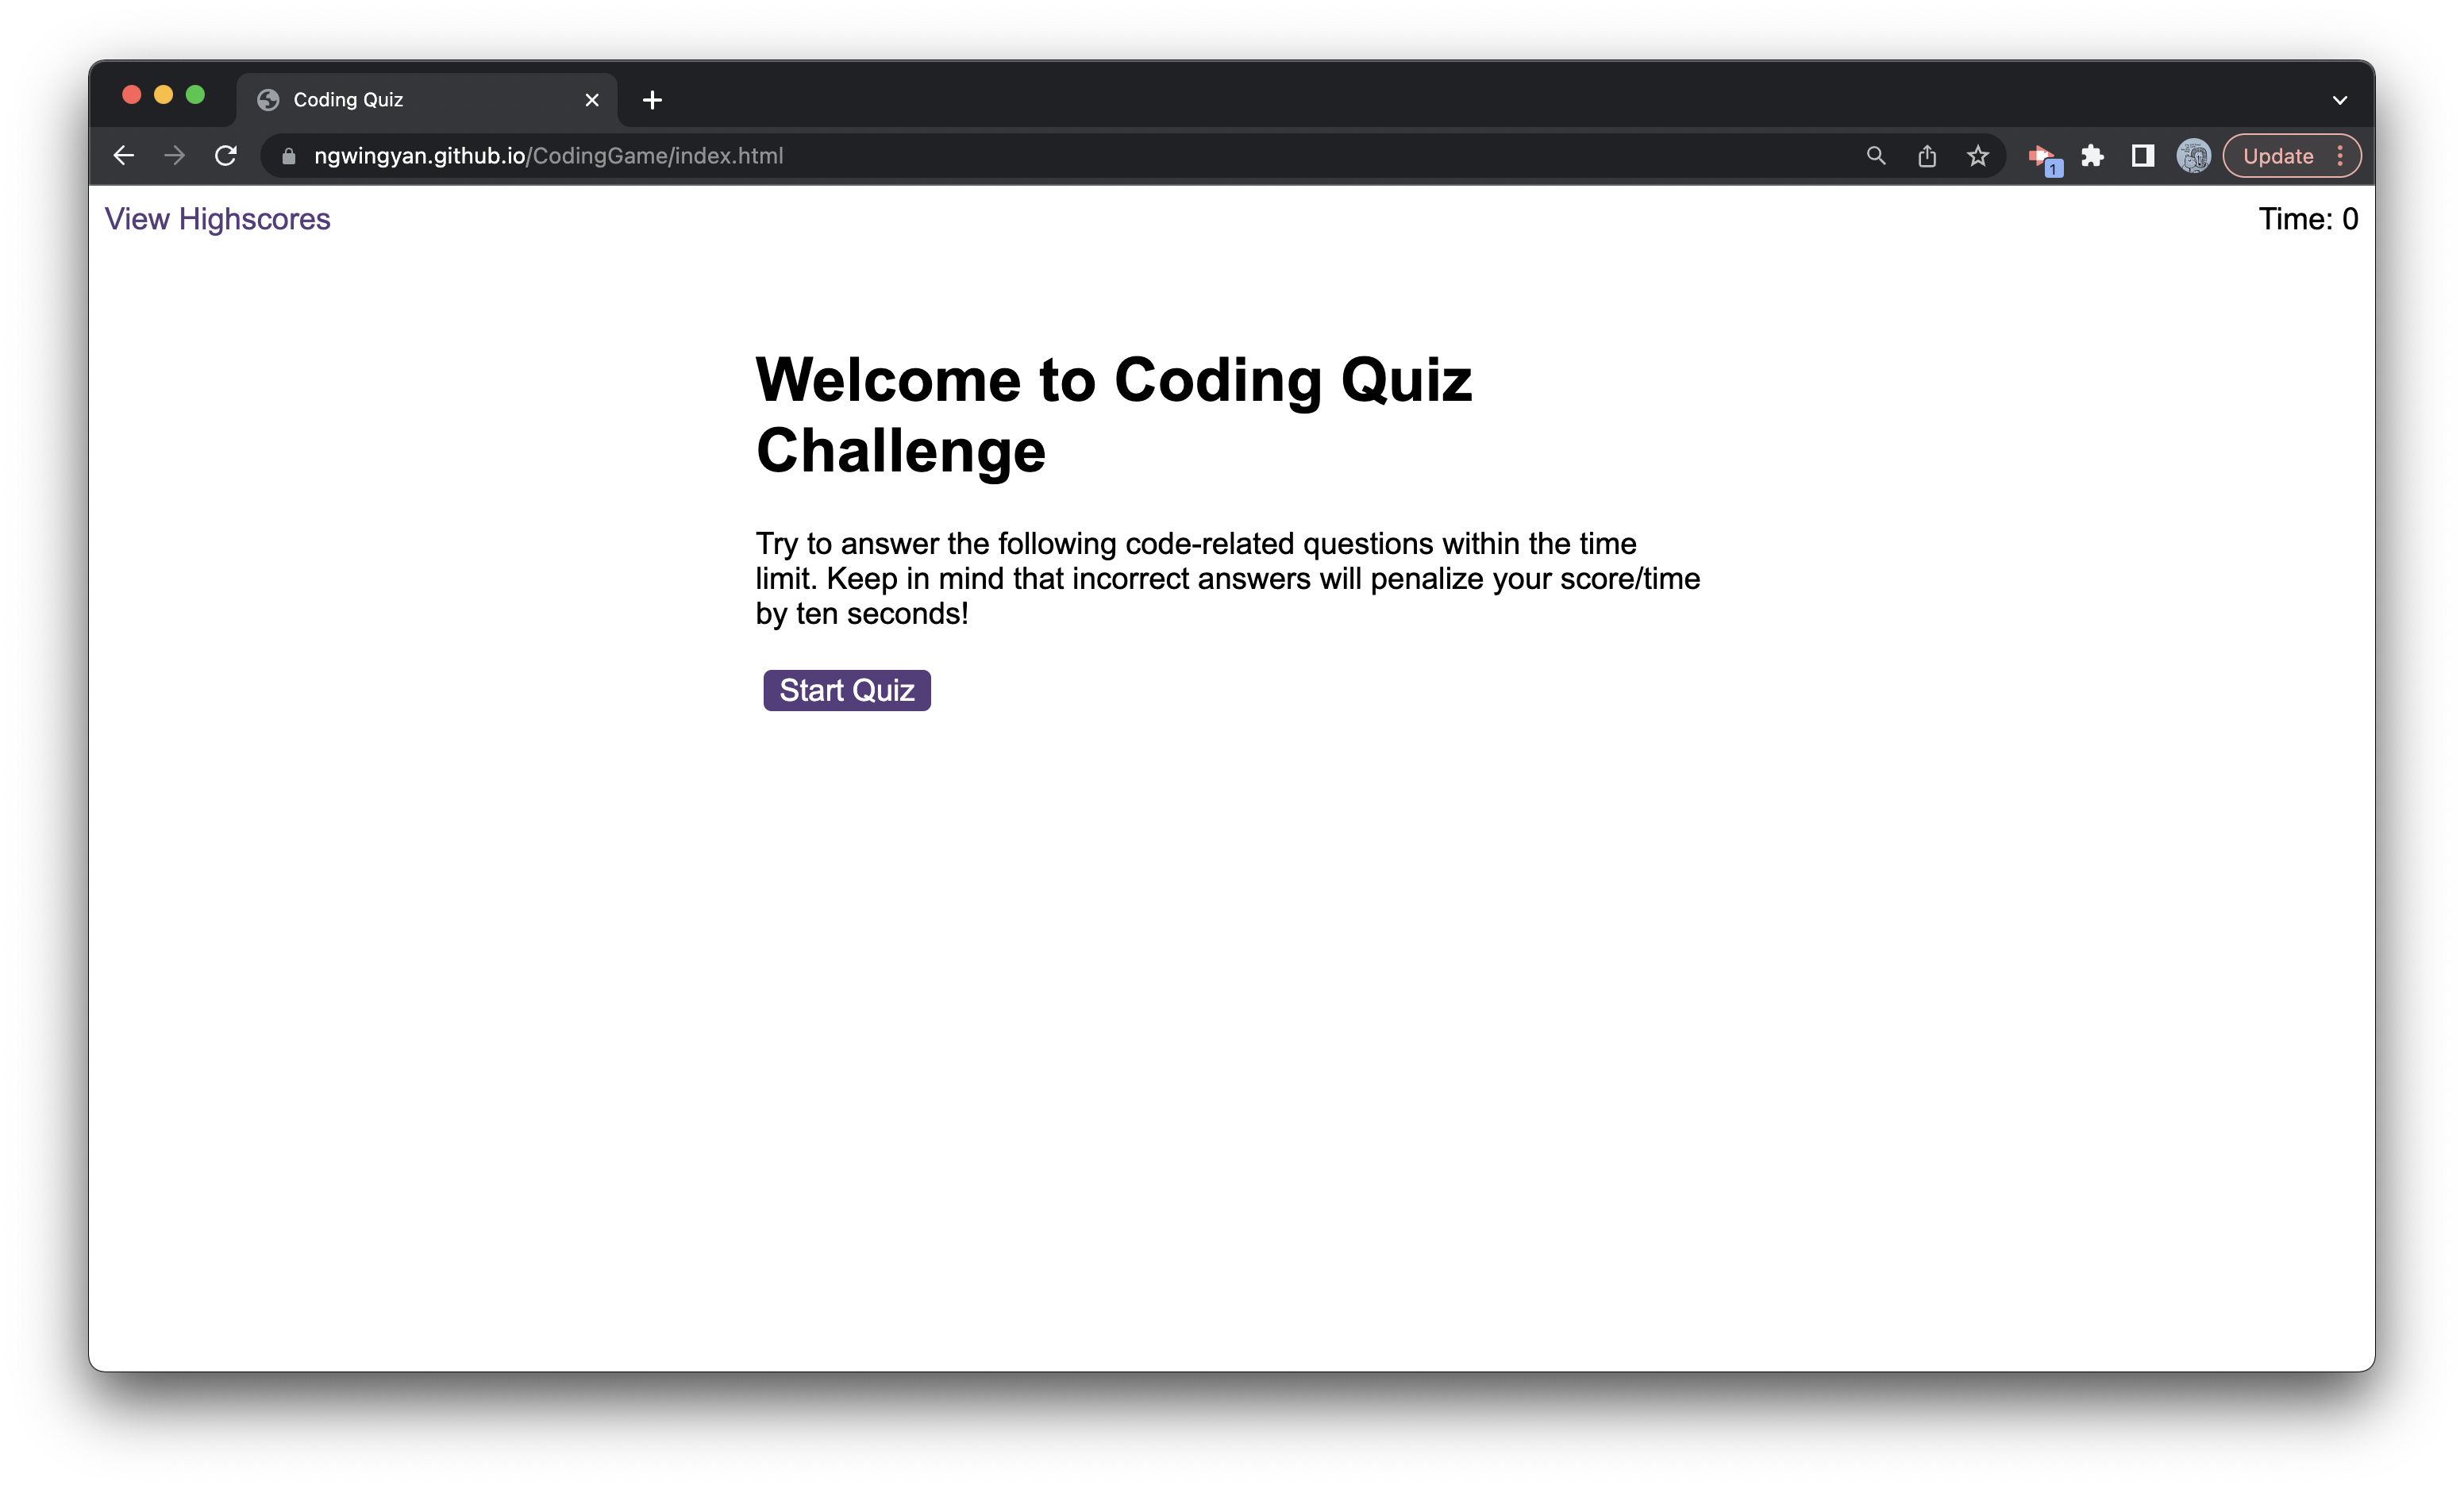 Coding Quiz
ngwingyan.github.io/CodingGame/index.html
1
Update
View Highscores
Time: 0
Welcome to Coding Quiz
Challenge
Try to answer the following code-related questions within the time
limit. Keep in mind that incorrect answers will penalize your score/time
by ten seconds!
Start Quiz